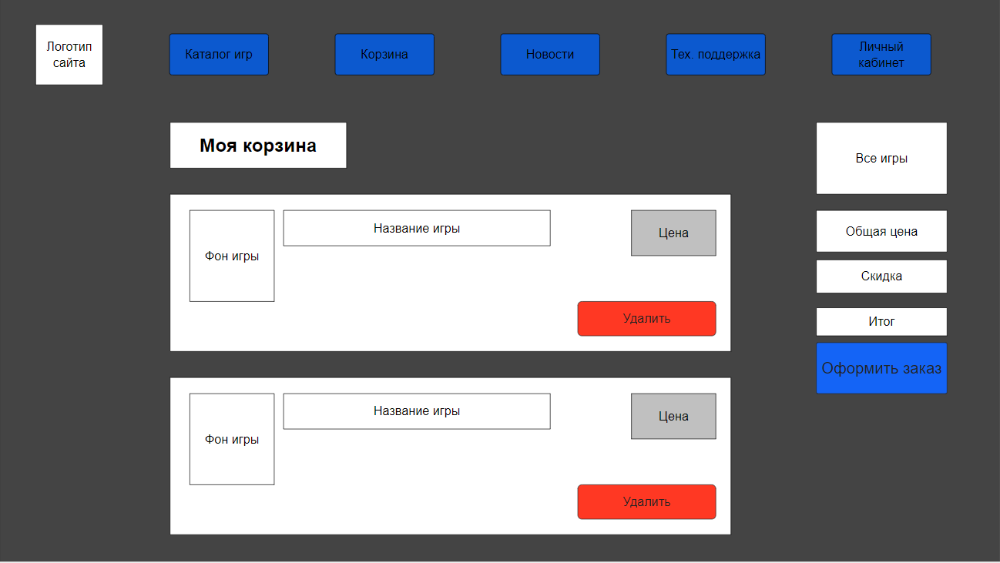 Логотип
сайта
Каталог игр
Корзина
Новости
Тех. поддержка
Личный
кабинет
Моя корзина
Фон игры
Название игры
Цена
Удалить
Фон игры
Название игры
Цена
Удалить
Все игры
Общая цена
Скидка
Итог
Оформить заказ